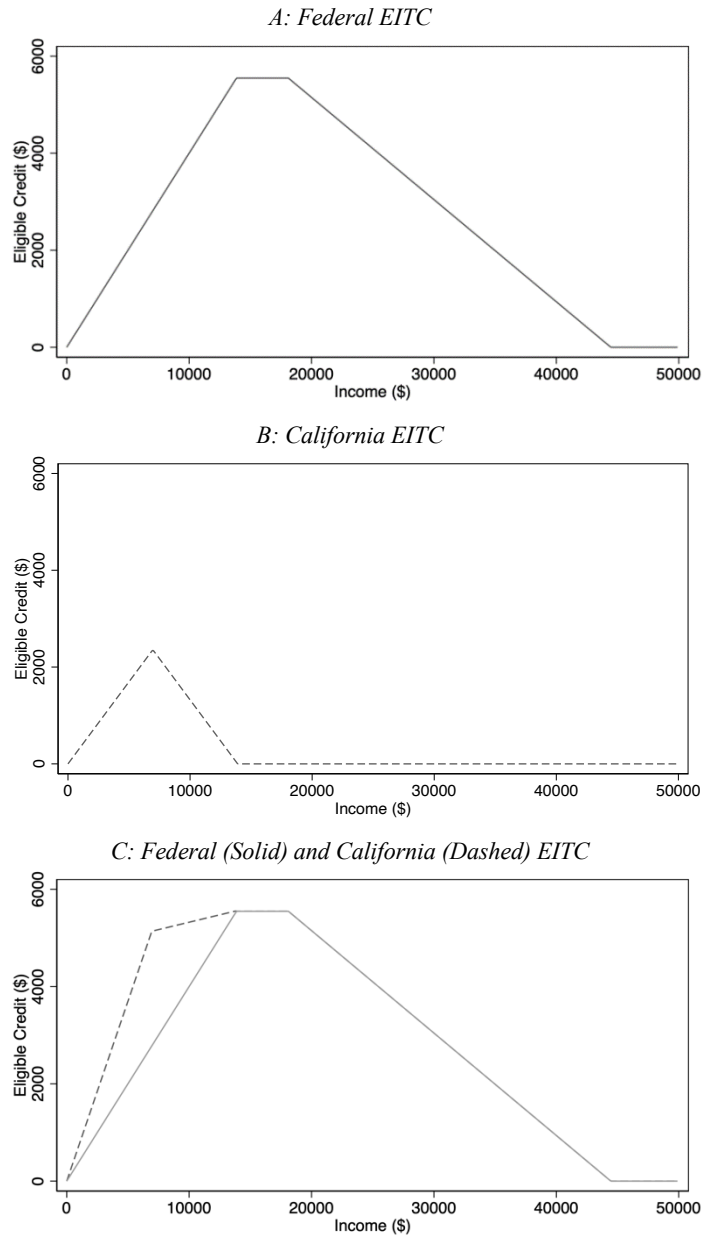 A: Federal EITC
Eligible Credit ($)
6000
4000
2000
0
0 10000 20000 30000 40000 50000
Income ($)
B: California EITC
Eligible Credit ($)
6000
4000
2000
0
0 10000 20000 30000 40000 50000
Income ($)
C: Federal (Solid) and California (Dashed) EITC
Eligible Credit ($)
6000
4000
2000
0
0 10000 20000 30000 40000 50000
Income ($)